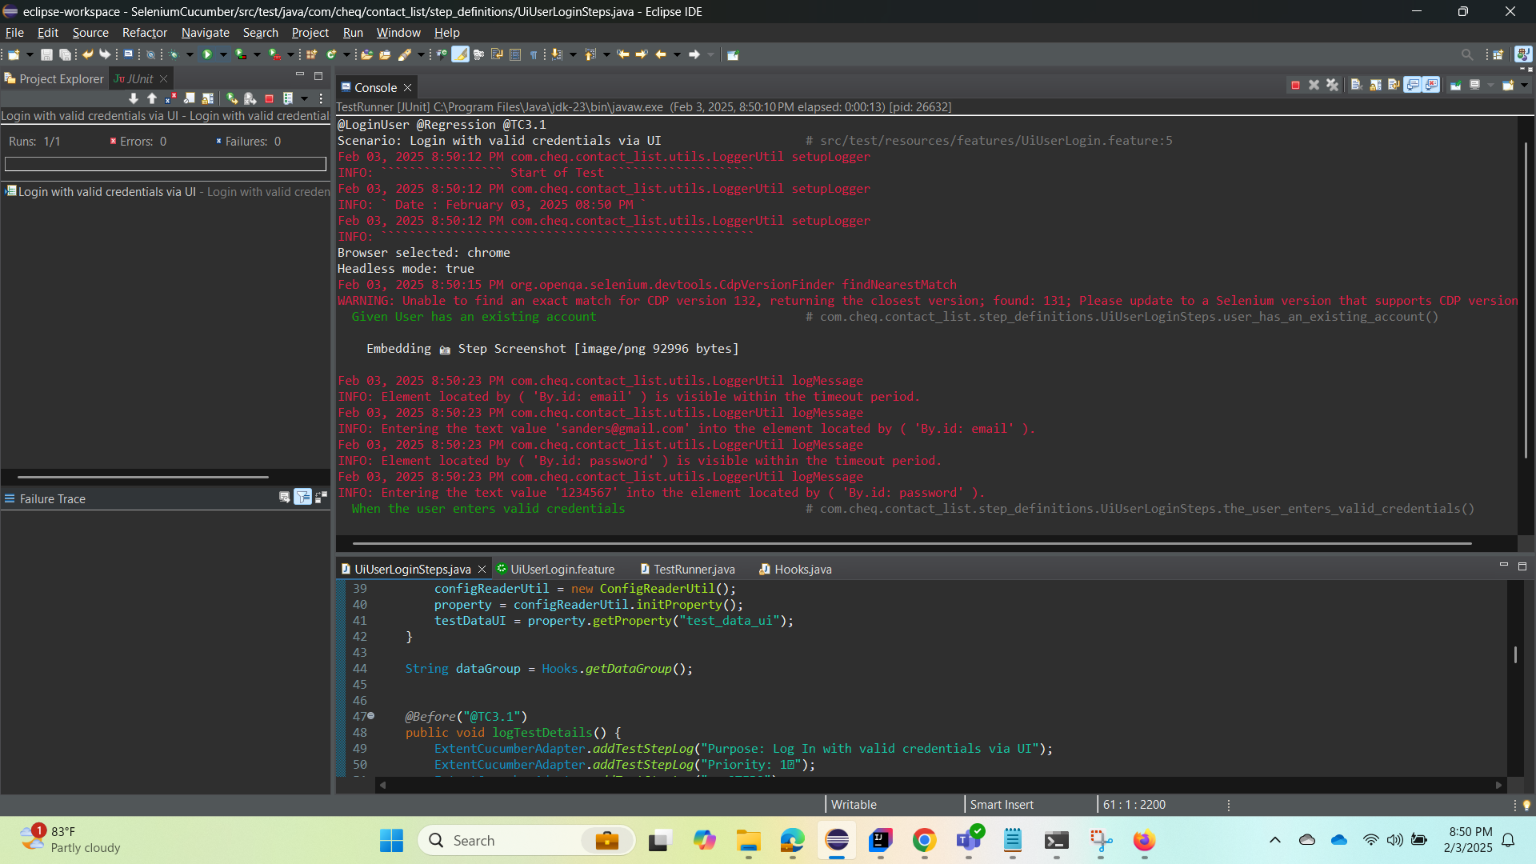 eclipse-workspace - SeleniumCucumber/src/test/java/com/cheq/contact_list/step_definitions/UiUserLoginSteps.java - Eclipse IDE
File Edit Source Refactor Navigate Search Project Run Window Help
Project Explorer JUnit
Login with valid credentials via UI - Login with valid credential
Runs: 1/1 Errors: 0 Failures: 0
Login with valid credentials via UI - Login with valid creden
Failure Trace
Console
TestRunner [JUnit] C:\Program Files\Java\jdk-23\bin\javaw.exe (Feb 3, 2025, 8:50:10 PM elapsed: 0:00:13) [pid: 26632]
@LoginUser @Regression @TC3.1
Scenario: Login with valid credentials via UI # src/test/resources/features/UiUserLogin.feature:5
Feb 03, 2025 8:50:12 PM com.cheq.contact_list.utils.LoggerUtil setupLogger
INFO: ````````````````` Start of Test ````````````````````
Feb 03, 2025 8:50:12 PM com.cheq.contact_list.utils.LoggerUtil setupLogger
INFO: ` Date : February 03, 2025 08:50 PM `
Feb 03, 2025 8:50:12 PM com.cheq.contact_list.utils.LoggerUtil setupLogger
INFO: ````````````````````````````````````````````````````
Browser selected: chrome
Headless mode: true
Feb 03, 2025 8:50:15 PM org.openqa.selenium.devtools.CdpVersionFinder findNearestMatch
WARNING: Unable to find an exact match for CDP version 132, returning the closest version; found: 131; Please update to a Selenium version that supports CDP version
Given User has an existing account # com.cheq.contact_list.step_definitions.UiUserLoginSteps.user_has_an_existing_account()
Embedding 📷 Step Screenshot [image/png 92996 bytes]
Feb 03, 2025 8:50:23 PM com.cheq.contact_list.utils.LoggerUtil logMessage
INFO: Element located by ( 'By.id: email' ) is visible within the timeout period.
Feb 03, 2025 8:50:23 PM com.cheq.contact_list.utils.LoggerUtil logMessage
INFO: Entering the text value 'sanders@gmail.com' into the element located by ( 'By.id: email' ).
Feb 03, 2025 8:50:23 PM com.cheq.contact_list.utils.LoggerUtil logMessage
INFO: Element located by ( 'By.id: password' ) is visible within the timeout period.
Feb 03, 2025 8:50:23 PM com.cheq.contact_list.utils.LoggerUtil logMessage
INFO: Entering the text value '1234567' into the element located by ( 'By.id: password' ).
When the user enters valid credentials # com.cheq.contact_list.step_definitions.UiUserLoginSteps.the_user_enters_valid_credentials()
UiUserLoginSteps.java UiUserLogin.feature TestRunner.java Hooks.java
39 configReaderUtil = new ConfigReaderUtil();
40 property = configReaderUtil.initProperty();
41 testDataUI = property.getProperty("test_data_ui");
42 }
43
44 String dataGroup = Hooks.getDataGroup();
45
46
47 @Before("@TC3.1")
48 public void logTestDetails() {
49 ExtentCucumberAdapter.addTestStepLog("Purpose: Log In with valid credentials via UI");
50 ExtentCucumberAdapter.addTestStepLog("Priority: 1");
Writable Smart Insert 61 : 1 : 2200
1
83°F
Partly cloudy
Search
8:50 PM
2/3/2025